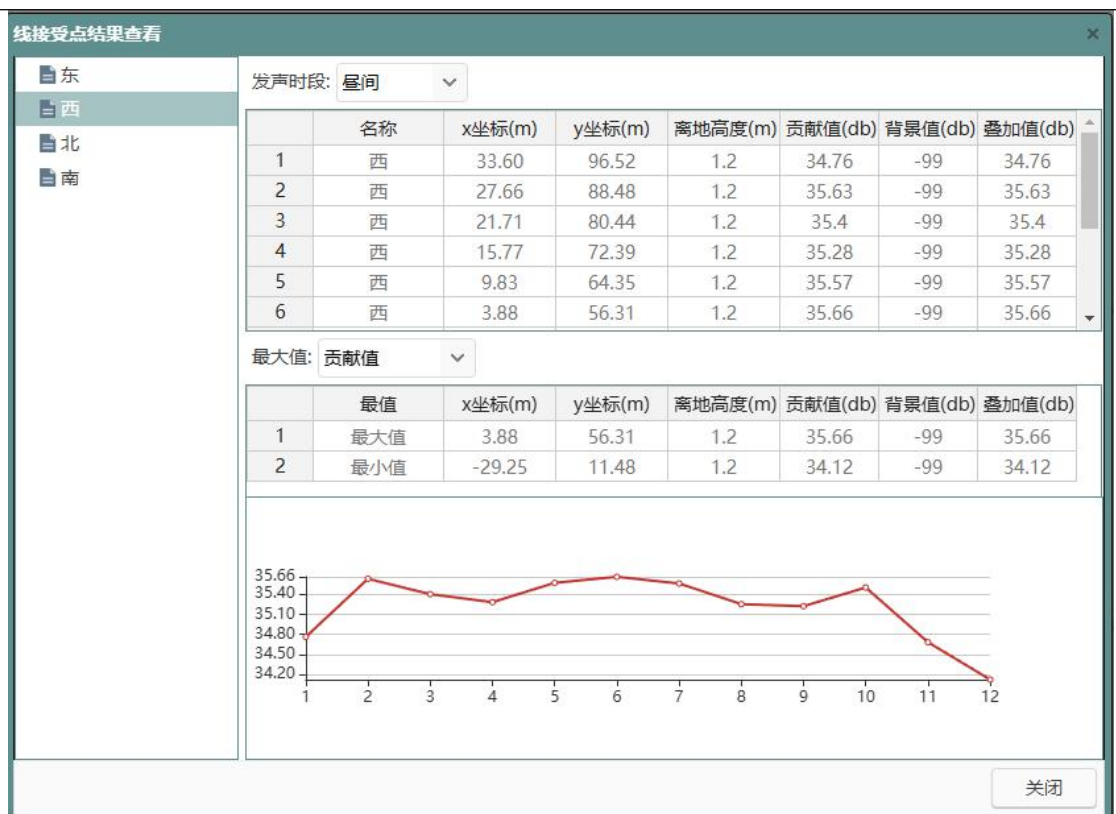 线接受点结果查看
×
东
西
北
南
发声时段: 昼间
名称 x坐标(m) y坐标(m) 离地高度(m) 贡献值(db) 背景值(db) 叠加值(db)
1 西 33.60 96.52 1.2 34.76 -99 34.76
2 西 27.66 88.48 1.2 35.63 -99 35.63
3 西 21.71 80.44 1.2 35.4 -99 35.4
4 西 15.77 72.39 1.2 35.28 -99 35.28
5 西 9.83 64.35 1.2 35.57 -99 35.57
6 西 3.88 56.31 1.2 35.66 -99 35.66
最大值: 贡献值
最值 x坐标(m) y坐标(m) 离地高度(m) 贡献值(db) 背景值(db) 叠加值(db)
1 最大值 3.88 56.31 1.2 35.66 -99 35.66
2 最小值 -29.25 11.48 1.2 34.12 -99 34.12
35.66
35.40
35.10
34.80
34.50
34.20
1 2 3 4 5 6 7 8 9 10 11 12
关闭